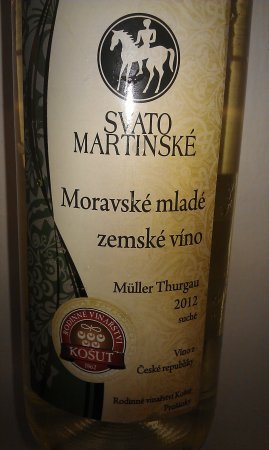 SVATO
MARTINSKÉ
Moravské mladé
zemské víno
Müller Thurgau
2012
suché
RODINNÉ VINAŘSTVÍ
KOŠUT
Víno z
České republiky
Rodinné vinařství Košut